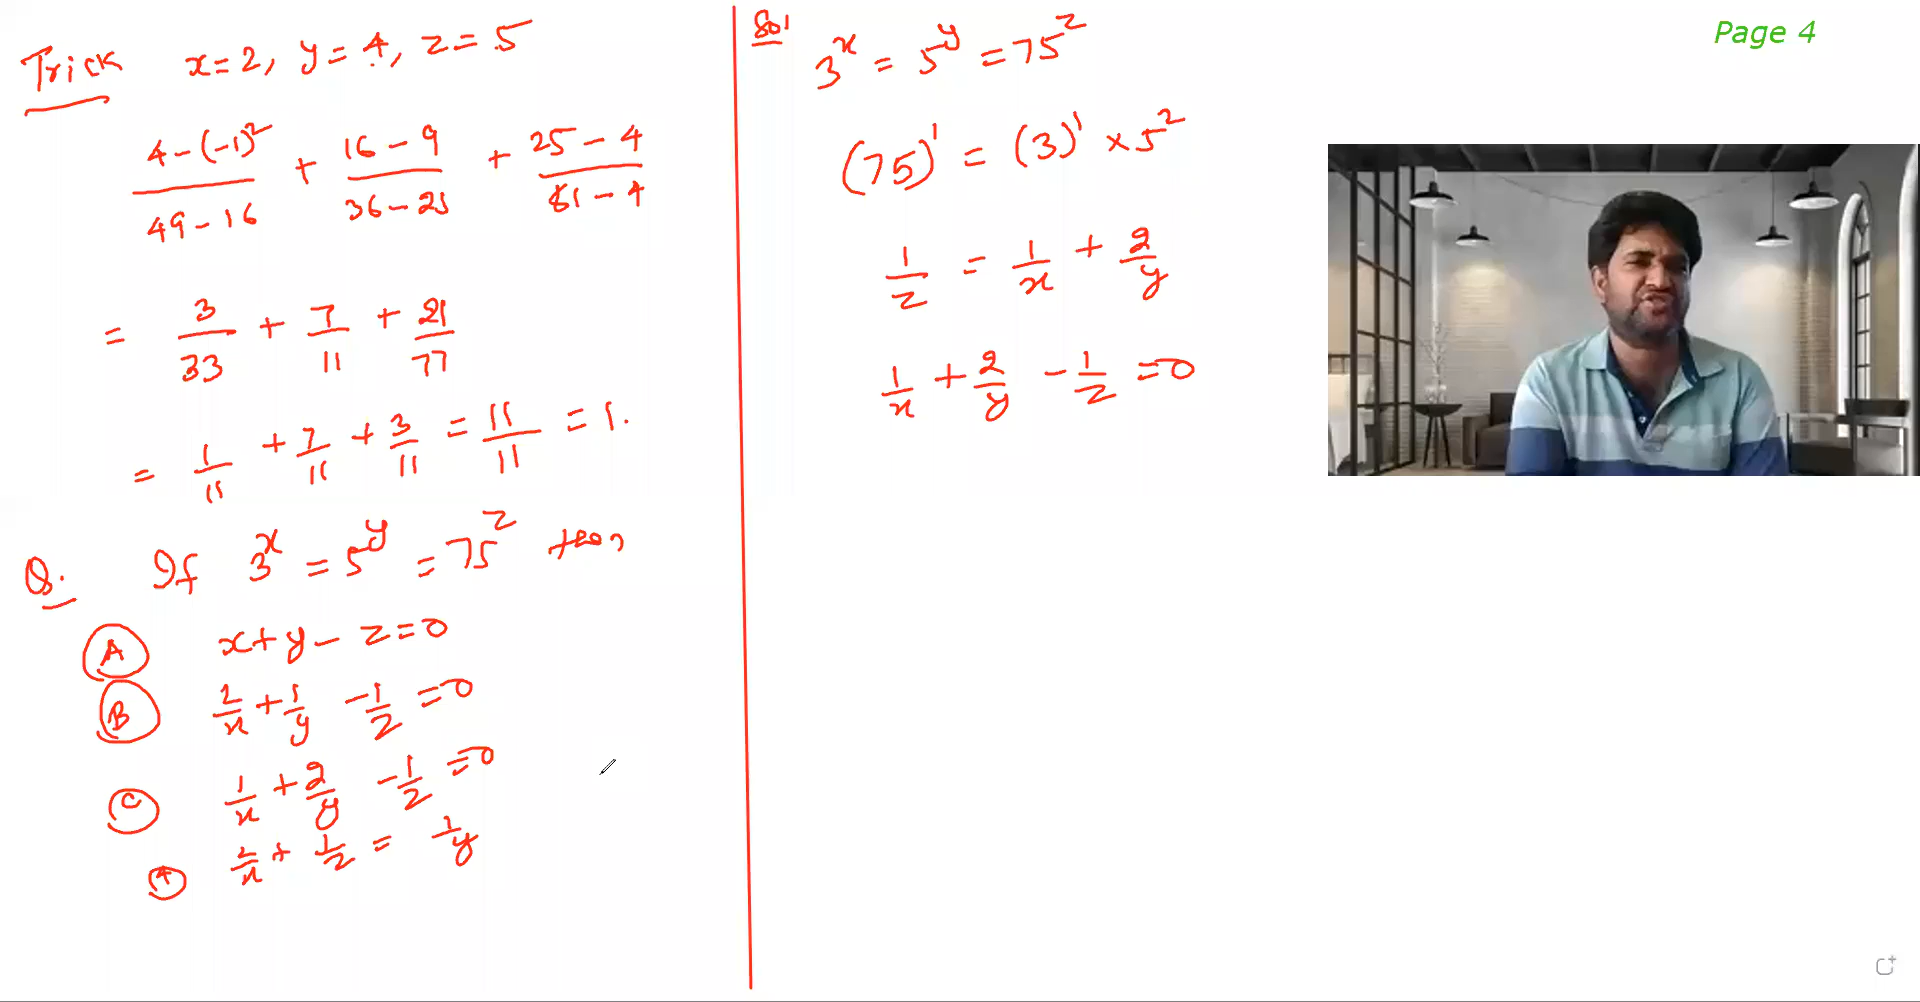 Trick x=2, y=4, z=5
(4-(-1)²)/(49-16) + (16-9)/(36-25) + (25-4)/(81-4)
= 3/33 + 7/11 + 21/77
= 1/11 + 7/11 + 3/11 = 11/11 = 1.
Q. If 3^x = 5^y = 75^z then,
A x+y-z=0
B 2/x + 1/y - 1/z = 0
C 1/x + 2/y - 1/z = 0
4 2/x + 1/z = 1/y
Sol
3^x = 5^y = 75^z
(75)^1 = (3)^1 × 5^2
1/z = 1/x + 2/y
1/x + 2/y - 1/z = 0
Page 4